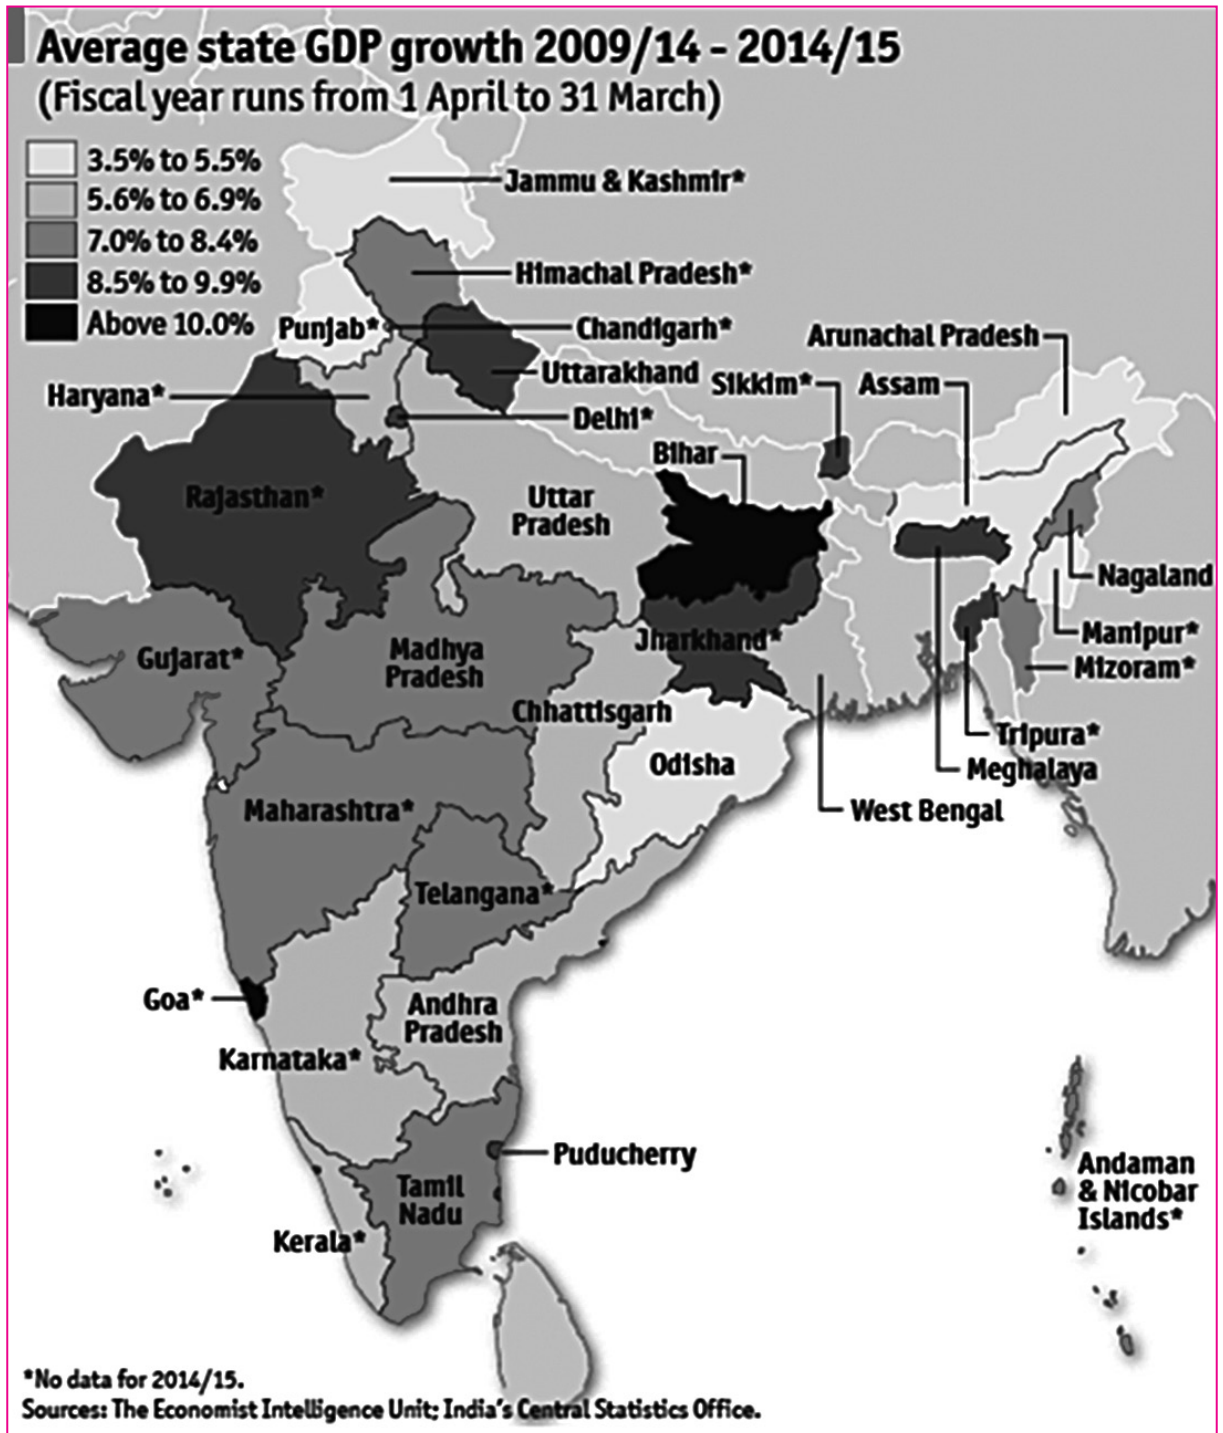 Average state GDP growth 2009/14 - 2014/15
(Fiscal year runs from 1 April to 31 March)
3.5% to 5.5%
5.6% to 6.9%
7.0% to 8.4%
8.5% to 9.9%
Above 10.0%
Jammu & Kashmir*
Himachal Pradesh*
Punjab*
Chandigarh*
Arunachal Pradesh
Uttarakhand
Sikkim*
Assam
Haryana*
Delhi*
Bihar
Rajasthan*
Uttar
Pradesh
Nagaland
Manipur*
Jharkhand*
Gujarat*
Madhya
Pradesh
Mizoram*
Chhattisgarh
Tripura*
Odisha
Meghalaya
Maharashtra*
West Bengal
Telangana*
Goa*
Andhra
Pradesh
Karnataka*
Puducherry
Andaman
& Nicobar
Islands*
Tamil
Nadu
Kerala*
*No data for 2014/15.
Sources: The Economist Intelligence Unit; India's Central Statistics Office.